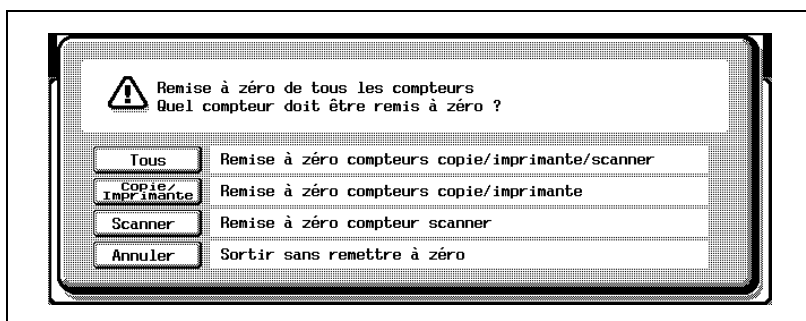 Remise à zéro de tous les compteurs
Quel compteur doit être remis à zéro ?
Tous Remise à zéro compteurs copie/imprimante/scanner
Copie/
Imprimante Remise à zéro compteurs copie/imprimante
Scanner Remise à zéro compteur scanner
Annuler Sortir sans remettre à zéro